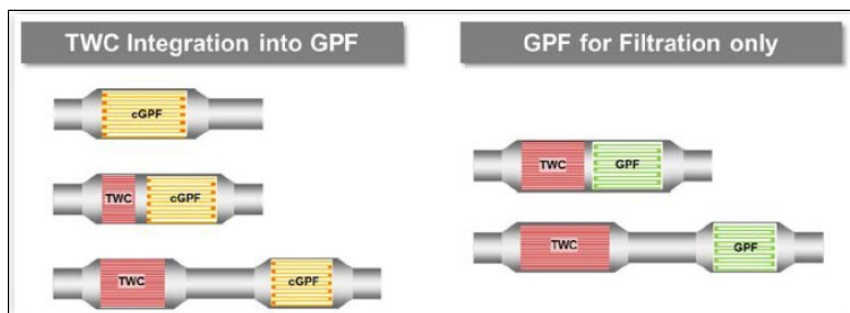 TWC Integration into GPF
cGPF
TWC
cGPF
TWC
cGPF
GPF for Filtration only
TWC
GPF
TWC
GPF